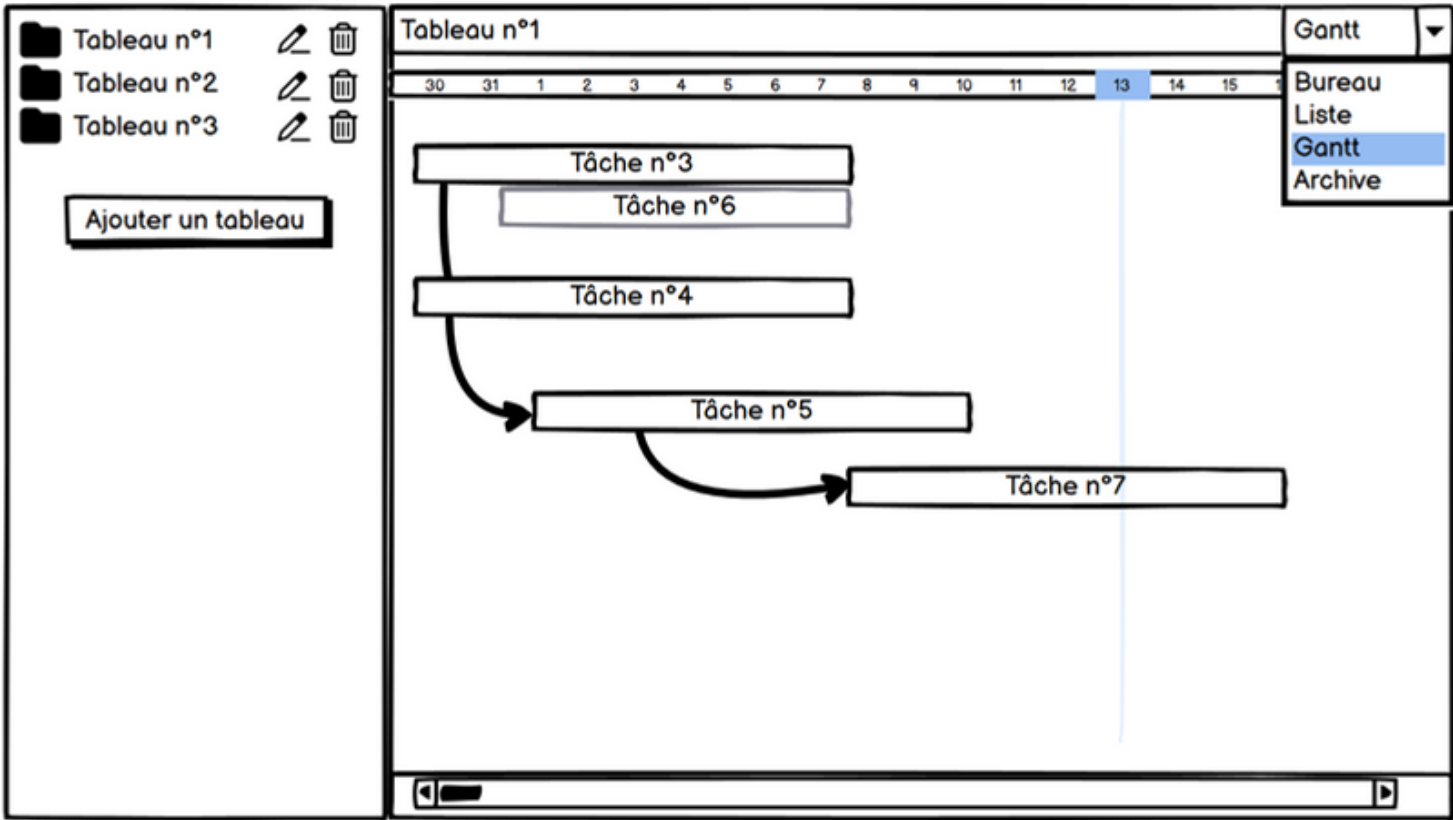 Tableau n°1
Tableau n°2
Tableau n°3
Ajouter un tableau
Tableau n°1
Gantt
Bureau
Liste
Gantt
Archive
30 31 1 2 3 4 5 6 7 8 9 10 11 12 13 14 15
Tâche n°3
Tâche n°6
Tâche n°4
Tâche n°5
Tâche n°7